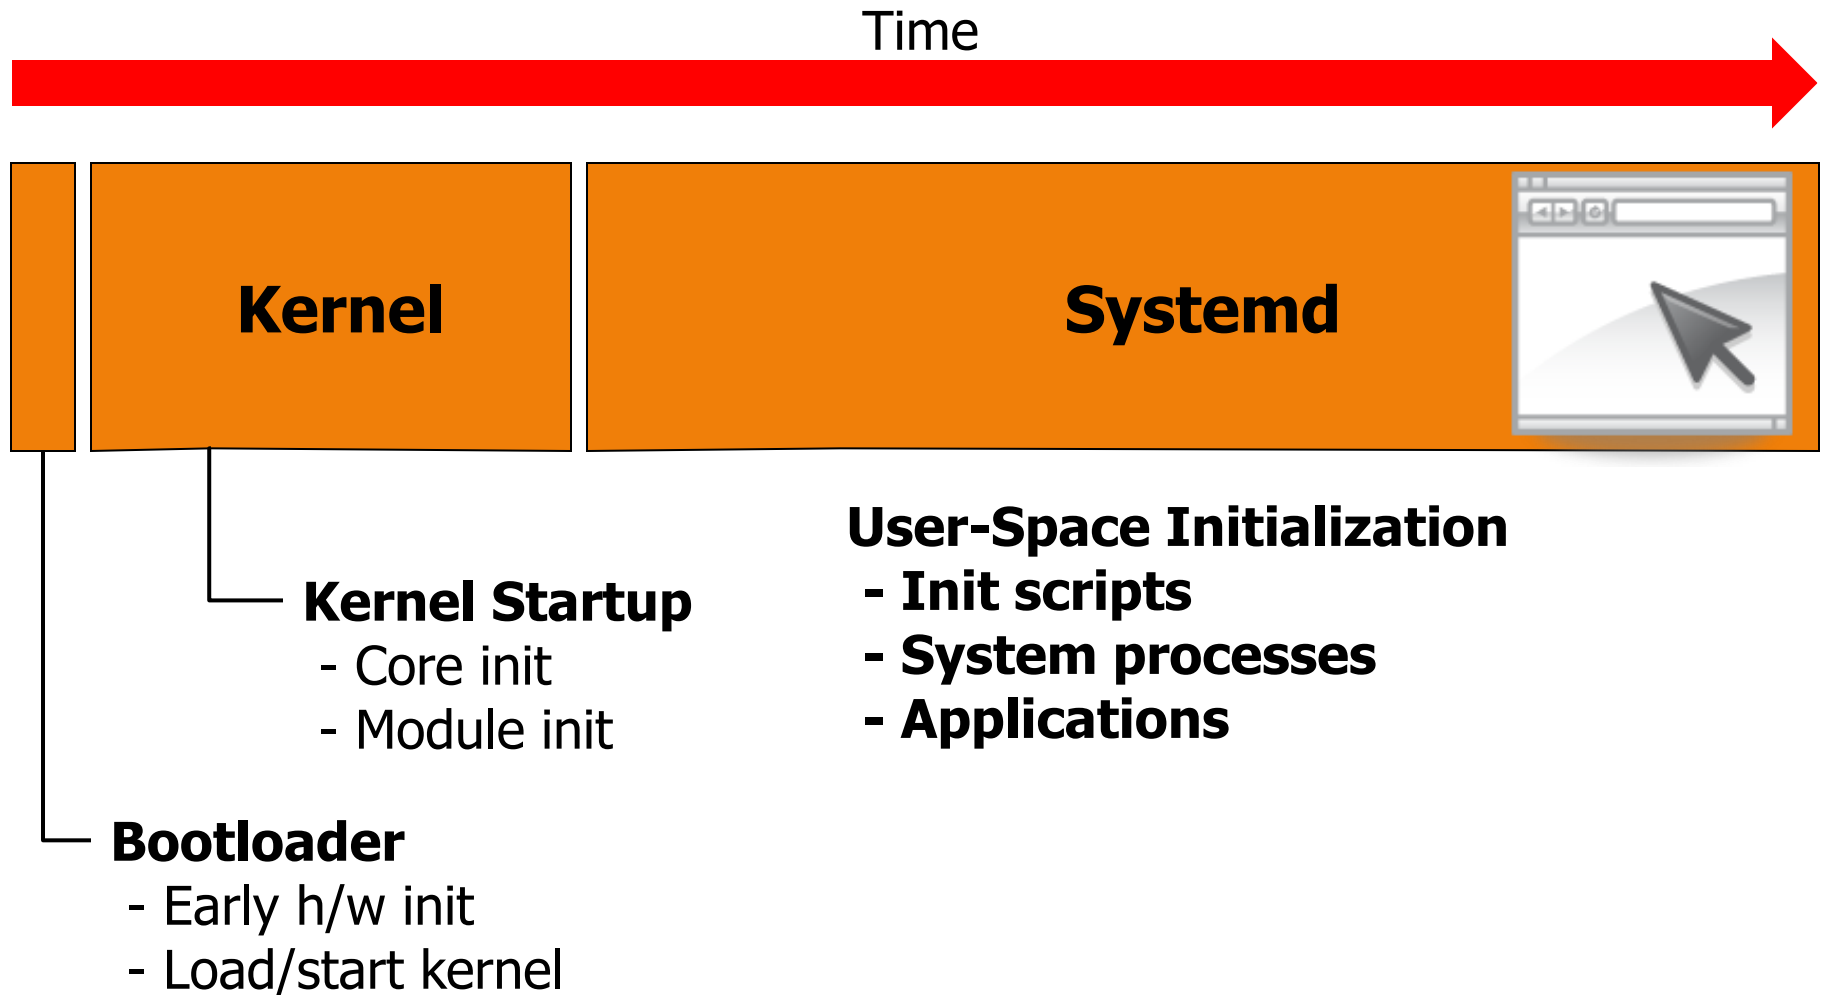 Time
Kernel
Systemd
User-Space Initialization
- Init scripts
- System processes
- Applications
Kernel Startup
- Core init
- Module init
Bootloader
- Early h/w init
- Load/start kernel